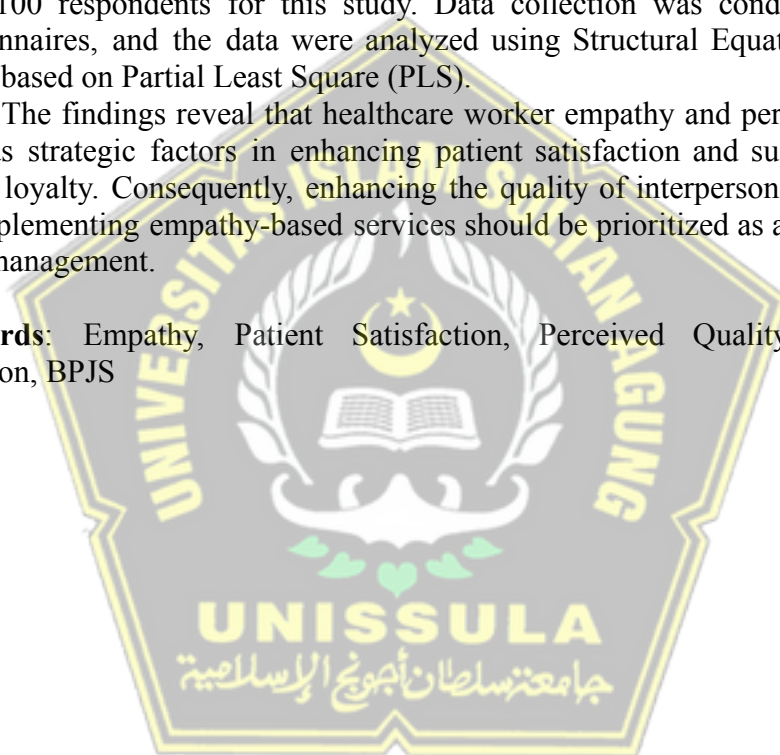 100 respondents for this study. Data collection was cond
nnaires, and the data were analyzed using Structural Equat
based on Partial Least Square (PLS).
The findings reveal that healthcare worker empathy and per
s strategic factors in enhancing patient satisfaction and su
loyalty. Consequently, enhancing the quality of interperson
plementing empathy-based services should be prioritized as a
management.
rds: Empathy, Patient Satisfaction, Perceived Quality
on, BPJS
UNIVERSITAS ISLAM SULTAN AGUNG
UNISSULA
جامعتنسلطان أجونج الإسلامية